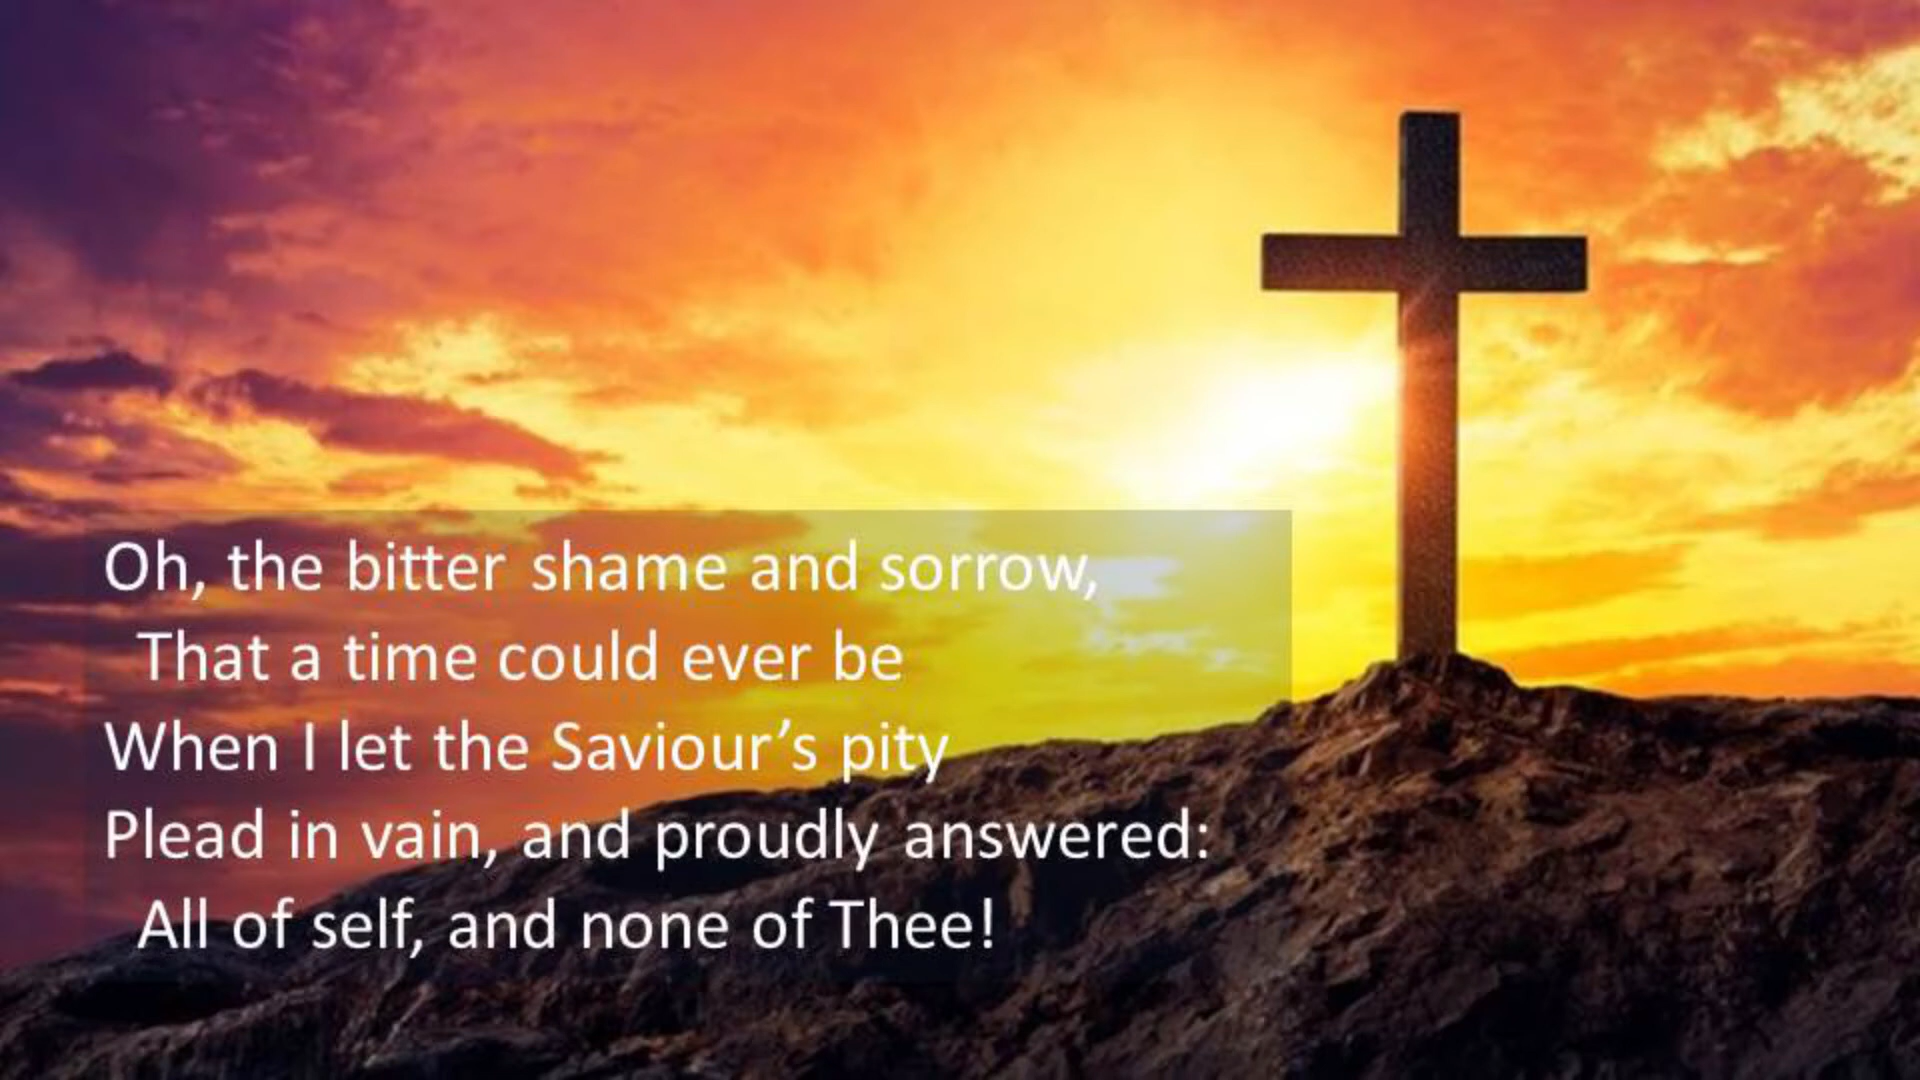 Oh, the bitter shame and sorrow,
That a time could ever be
When I let the Saviour’s pity
Plead in vain, and proudly answered:
All of self, and none of Thee!